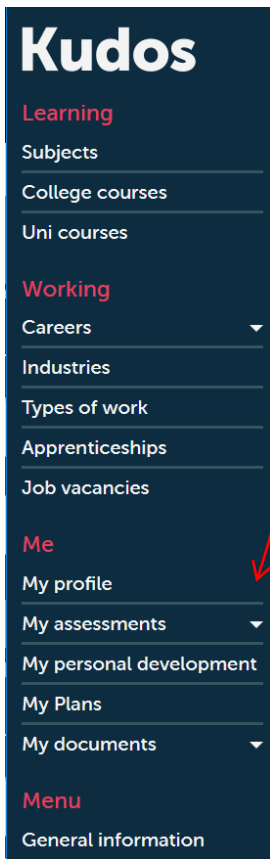 Kudos
Learning
Subjects
College courses
Uni courses
Working
Careers
Industries
Types of work
Apprenticeships
Job vacancies
Me
My profile
My assessments
My personal development
My Plans
My documents
Menu
General information